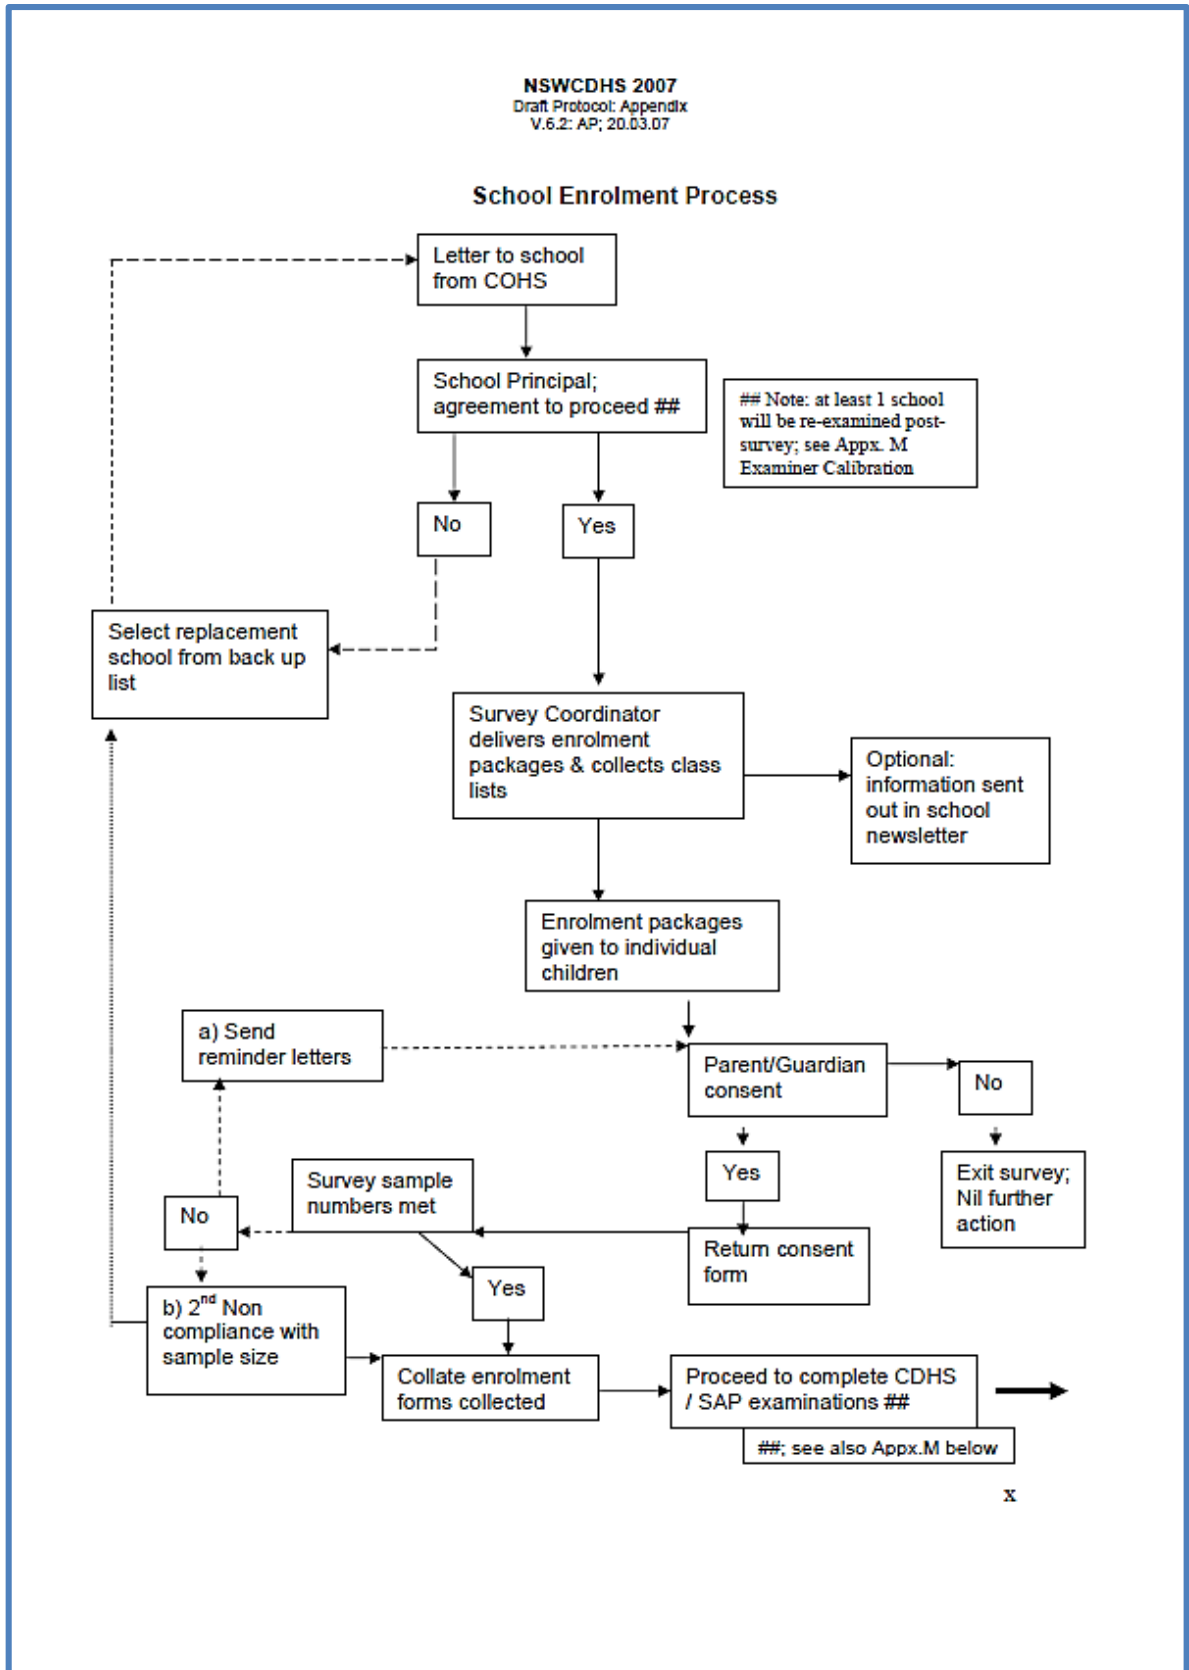 NSWCDHS 2007
Draft Protocol: Appendix
V.6.2: AP; 20.03.07
School Enrolment Process
Letter to school
from COHS
School Principal;
agreement to proceed ##
## Note: at least 1 school
will be re-examined post-
survey; see Appx. M
Examiner Calibration
No
Yes
Select replacement
school from back up
list
Survey Coordinator
delivers enrolment
packages & collects class
lists
Optional:
information sent
out in school
newsletter
Enrolment packages
given to individual
children
a) Send
reminder letters
Parent/Guardian
consent
No
Yes
Exit survey;
Nil further
action
Survey sample
numbers met
No
Return consent
form
Yes
b) 2nd Non
compliance with
sample size
Collate enrolment
forms collected
Proceed to complete CDHS
/ SAP examinations ##
##; see also Appx.M below
x